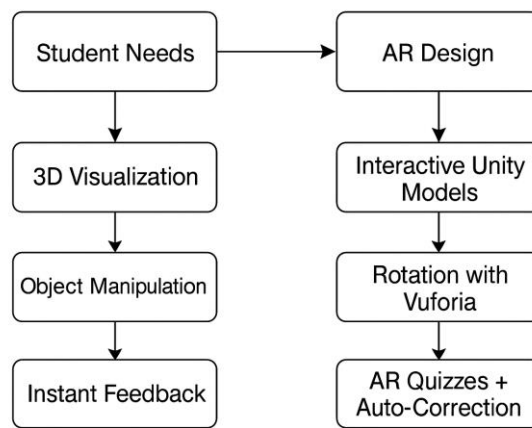 Student Needs
AR Design
3D Visualization
Interactive Unity
Models
Object Manipulation
Rotation with
Vuforia
Instant Feedback
AR Quizzes +
Auto-Correction